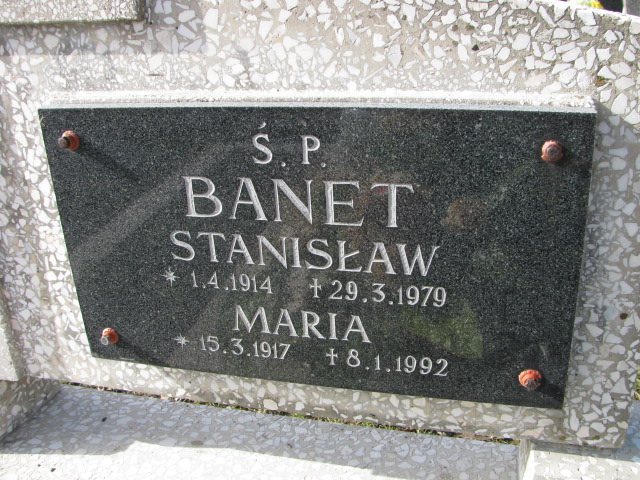 Ś. P.
BANET
STANISŁAW
* 1.4.1914 †29.3.1979
MARIA
* 15.3.1917 †8.1.1992